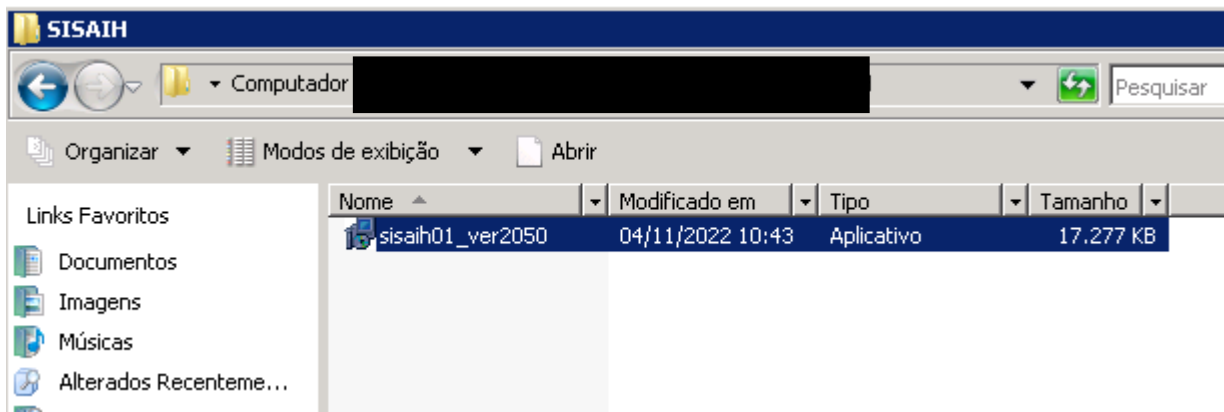 SISAIH
Computador
Pesquisar
Organizar Modos de exibição Abrir
Links Favoritos
Nome Modificado em Tipo Tamanho
sisaih01_ver2050 04/11/2022 10:43 Aplicativo 17.277 KB
Documentos
Imagens
Músicas
Alterados Recenteme...